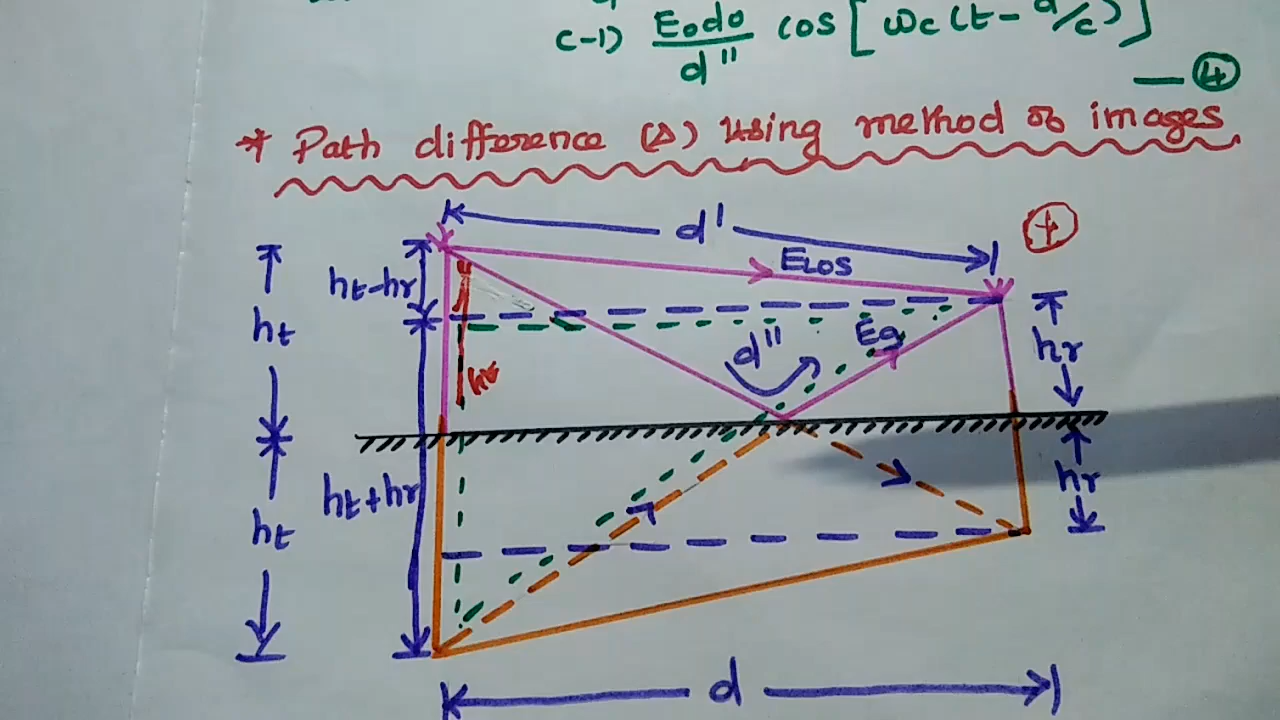 c-1) E₀d₀/d'' cos[ωc(t-d/c)]
— ④
* Path difference (Δ) using method of images
d'
+
ht-hr
ELOS
ht
d''
Eg
hr
ht+hr
hr
ht
d